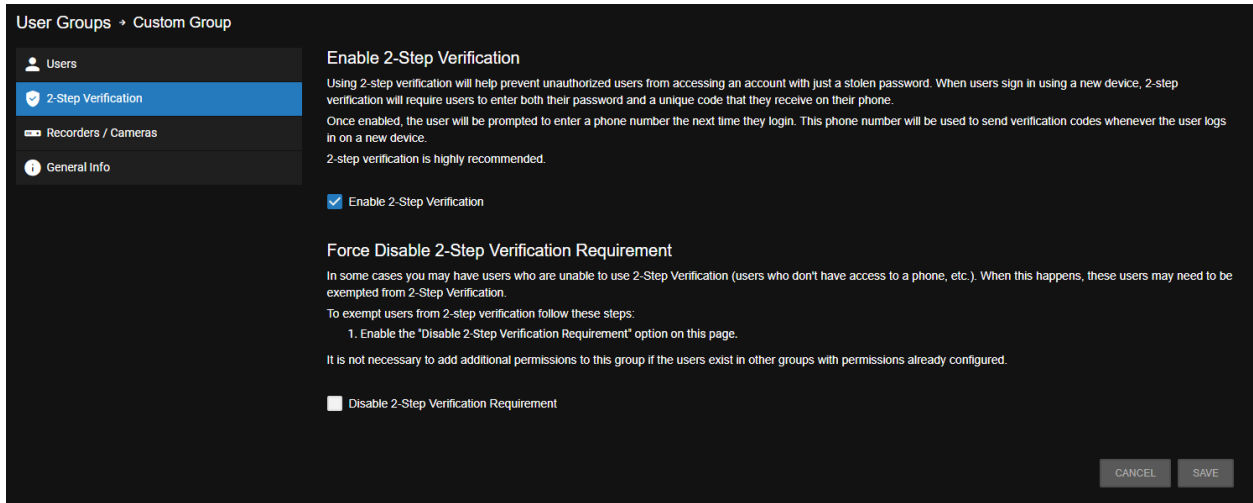 User Groups → Custom Group
Users
2-Step Verification
Recorders / Cameras
General Info
Enable 2-Step Verification
Using 2-step verification will help prevent unauthorized users from accessing an account with just a stolen password. When users sign in using a new device, 2-step
verification will require users to enter both their password and a unique code that they receive on their phone.
Once enabled, the user will be prompted to enter a phone number the next time they login. This phone number will be used to send verification codes whenever the user logs
in on a new device.
2-step verification is highly recommended.
Enable 2-Step Verification
Force Disable 2-Step Verification Requirement
In some cases you may have users who are unable to use 2-Step Verification (users who don't have access to a phone, etc.). When this happens, these users may need to be
exempted from 2-Step Verification.
To exempt users from 2-step verification follow these steps:
1. Enable the "Disable 2-Step Verification Requirement" option on this page.
It is not necessary to add additional permissions to this group if the users exist in other groups with permissions already configured.
Disable 2-Step Verification Requirement
CANCEL SAVE